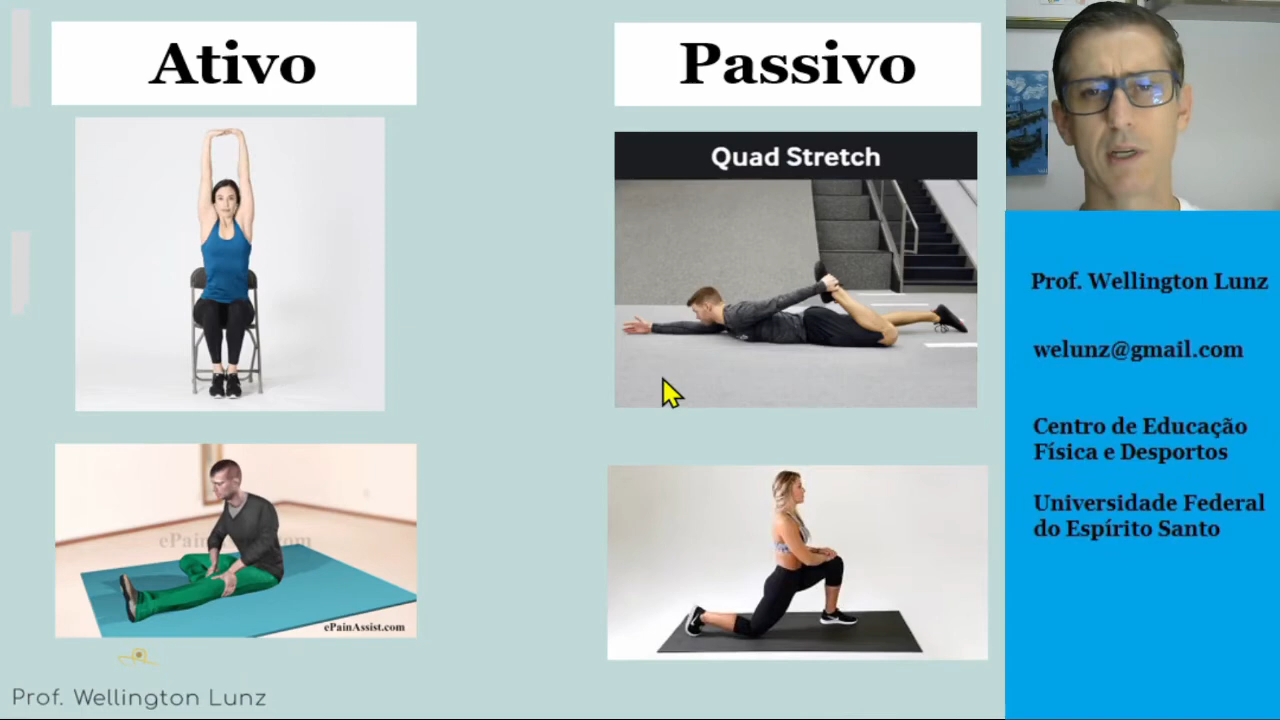 Ativo
Passivo
Quad Stretch
Prof. Wellington Lunz
welunz@gmail.com
Centro de Educação
Física e Desportos
Universidade Federal
do Espírito Santo
ePainAssist.com
Prof. Wellington Lunz